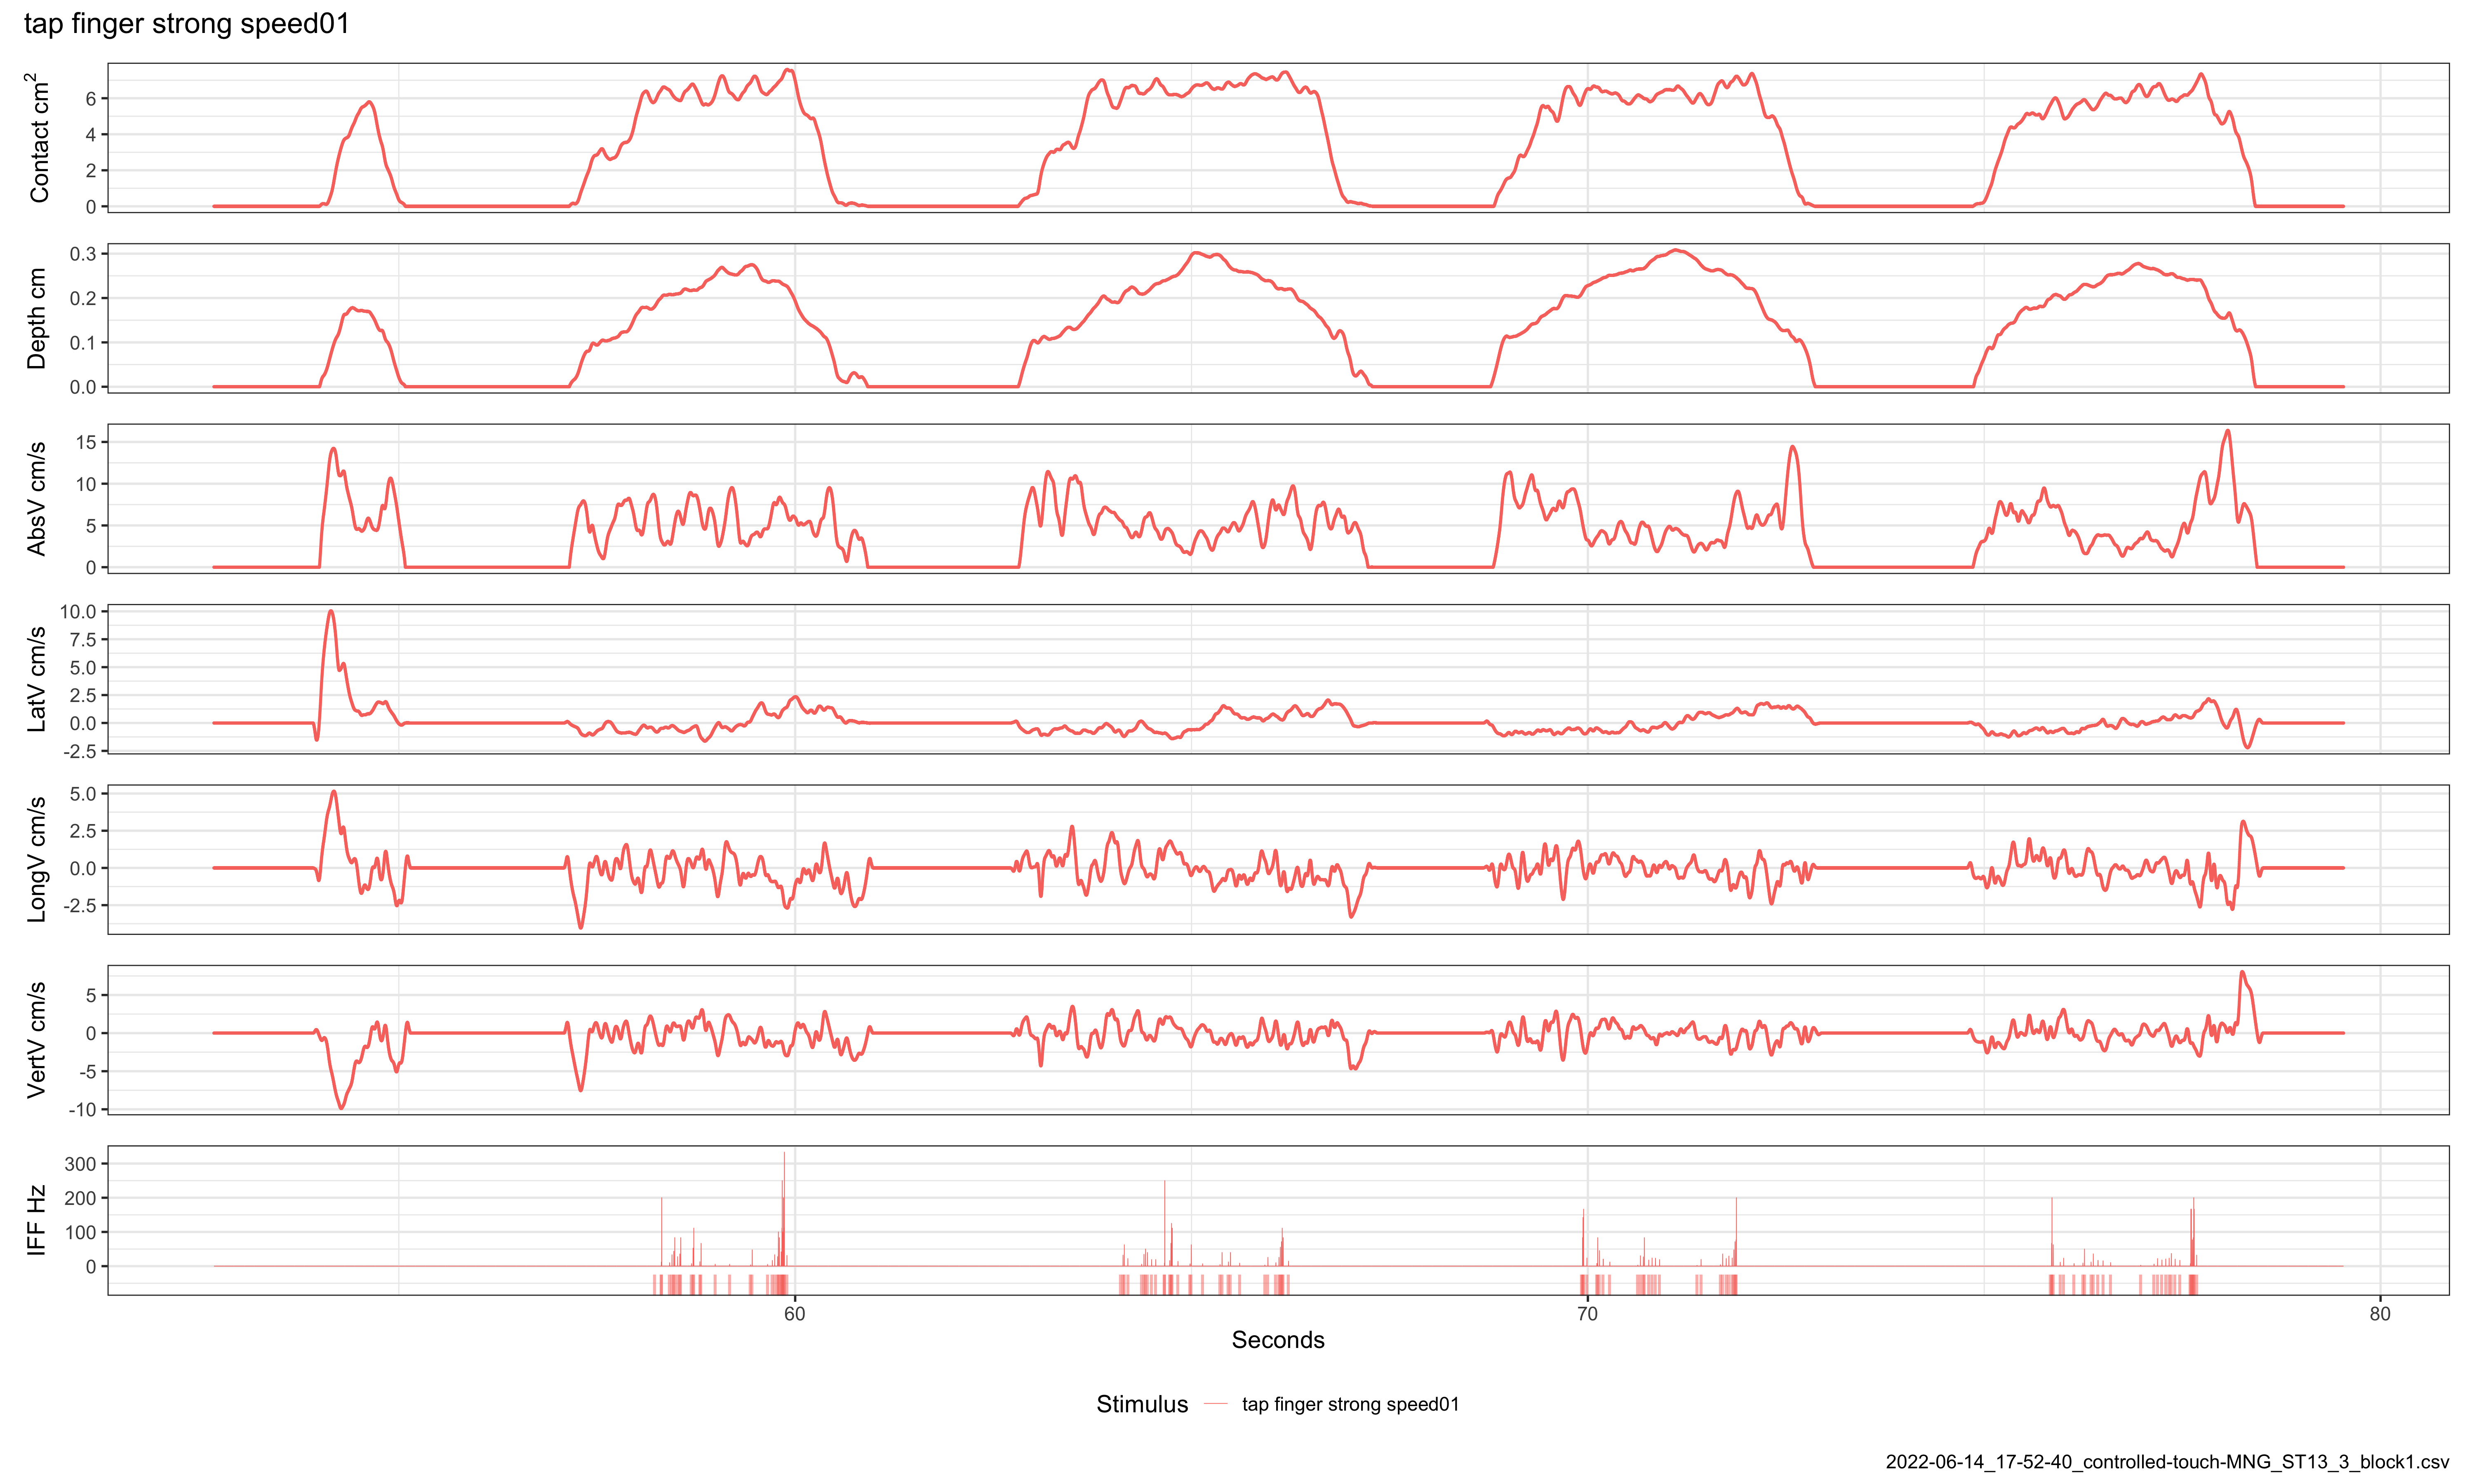 tap finger strong speed01
Contact cm²
6
4
2
0
Depth cm
0.3
0.2
0.1
0.0
AbsV cm/s
15
10
5
0
LatV cm/s
10.0
7.5
5.0
2.5
0.0
-2.5
LongV cm/s
5.0
2.5
0.0
-2.5
VertV cm/s
5
0
-5
-10
IFF Hz
300
200
100
0
60 70 80
Seconds
Stimulus tap finger strong speed01
2022-06-14_17-52-40_controlled-touch-MNG_ST13_3_block1.csv